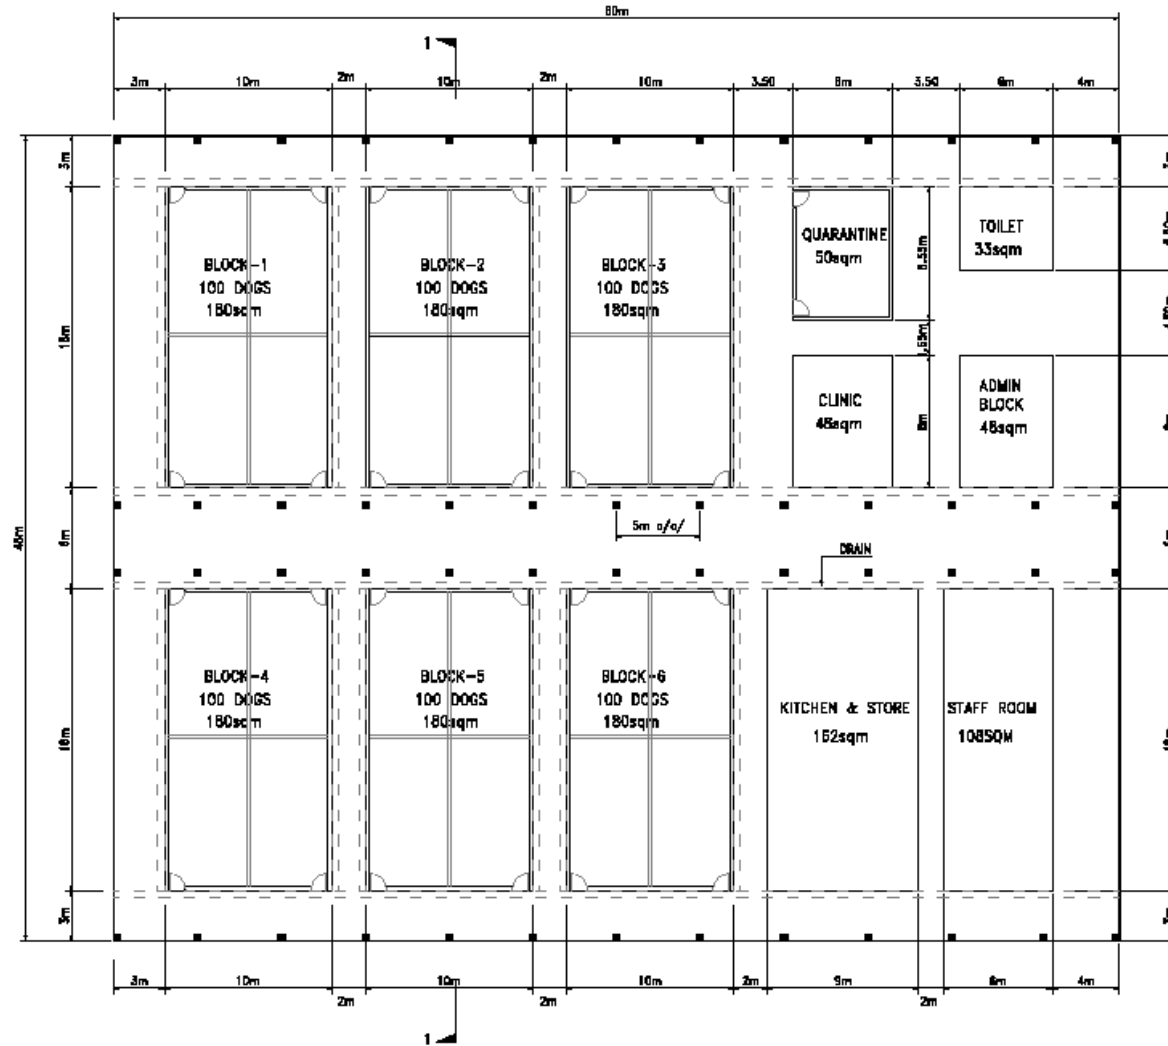 60m
1
3m 10m 2m 10m 2m 10m 3.50 6m 3.50 6m 4m
3m
BLOCK-1
100 DOGS
180sqm
BLOCK-2
100 DOGS
180sqm
BLOCK-3
100 DOGS
180sqm
QUARANTINE
50sqm
TOILET
33sqm
18m
CLINIC
48sqm
8m
ADMIN
BLOCK
48sqm
48m
6m
5m c/c/
DRAIN
BLOCK-4
100 DOGS
180sqm
BLOCK-5
100 DOGS
180sqm
BLOCK-6
100 DOGS
180sqm
KITCHEN & STORE
162sqm
STAFF ROOM
108SQM
18m
3m
3m 10m 2m 10m 2m 10m 2m 9m 2m 6m 4m
1